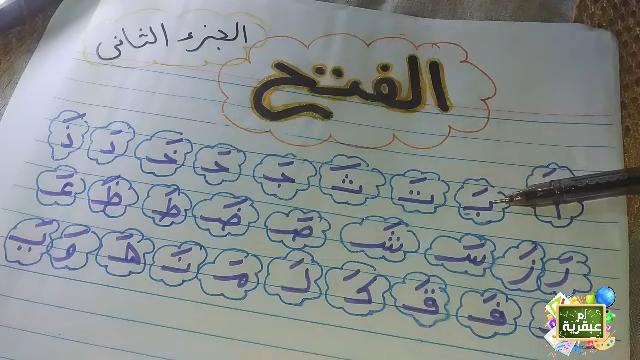 الجزء الثاني
الفتح
أَ بَ تَ ثَ جَ حَ خَ دَ ذَ
رَ زَ سَ شَ صَ ضَ طَ ظَ عَ
فَ قَ كَ لَ مَ نَ هَ وَ يَ
أم عبقرية